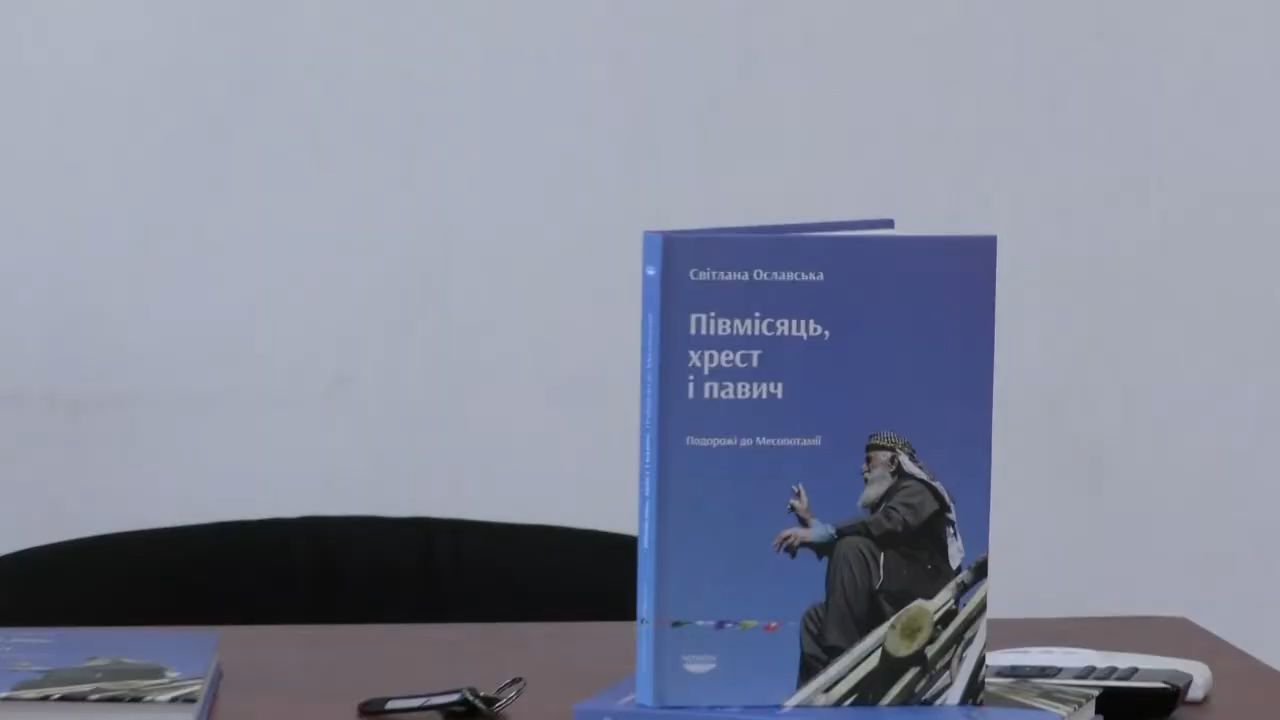 Світлана Ославська
Півмісяць,
хрест
і павич
Подорожі до Месопотамії